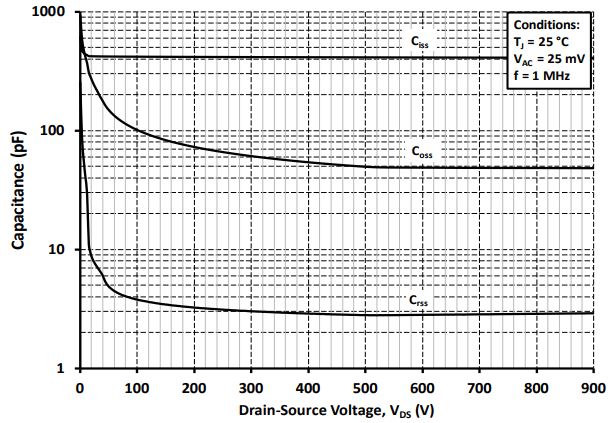 1000
100
10
1
Capacitance (pF)
Ciss
Coss
Crss
Conditions:
TJ = 25 °C
VAC = 25 mV
f = 1 MHz
0 100 200 300 400 500 600 700 800 900
Drain-Source Voltage, VDS (V)